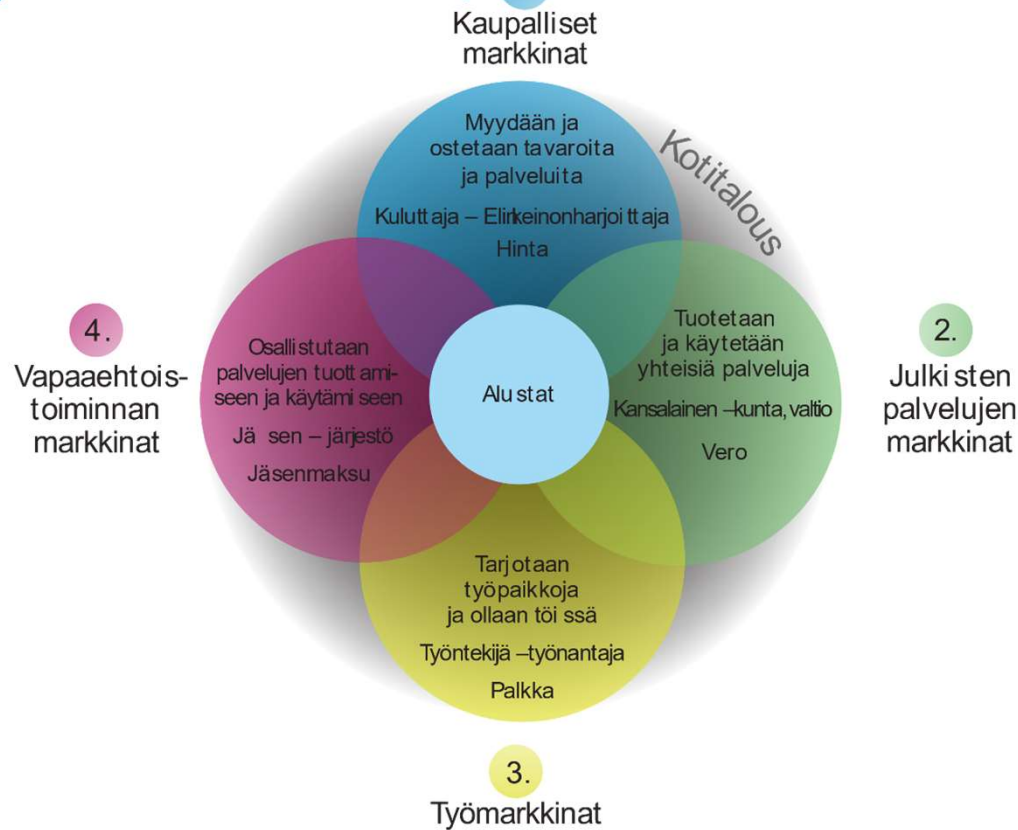 Kaupalliset
markkinat
Myydään ja
ostetaan tavaroita
ja palveluita
Kuluttaja – Elinkeinonharjoittaja
Hinta
Kotitalous
4.
Vapaaehtois-
toiminnan
markkinat
Osallistutaan
palvelujen tuottami-
seen ja käytämiseen
Jäsen – järjestö
Jäsenmaksu
Alustat
Tuotetaan
ja käytetään
yhteisiä palveluja
Kansalainen –kunta, valtio
Vero
2.
Julkisten
palvelujen
markkinat
Tarjotaan
työpaikkoja
ja ollaan töissä
Työntekijä –työnantaja
Palkka
3.
Työmarkkinat